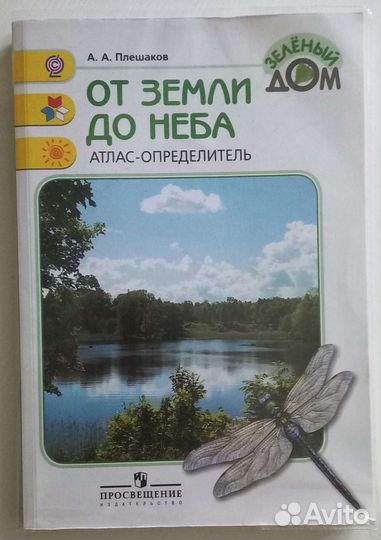 А. А. Плешаков
ЗЕЛЁНЫЙ
ДОМ
ОТ ЗЕМЛИ
ДО НЕБА
АТЛАС-ОПРЕДЕЛИТЕЛЬ
ПРОСВЕЩЕНИЕ
ИЗДАТЕЛЬСТВО
Avito